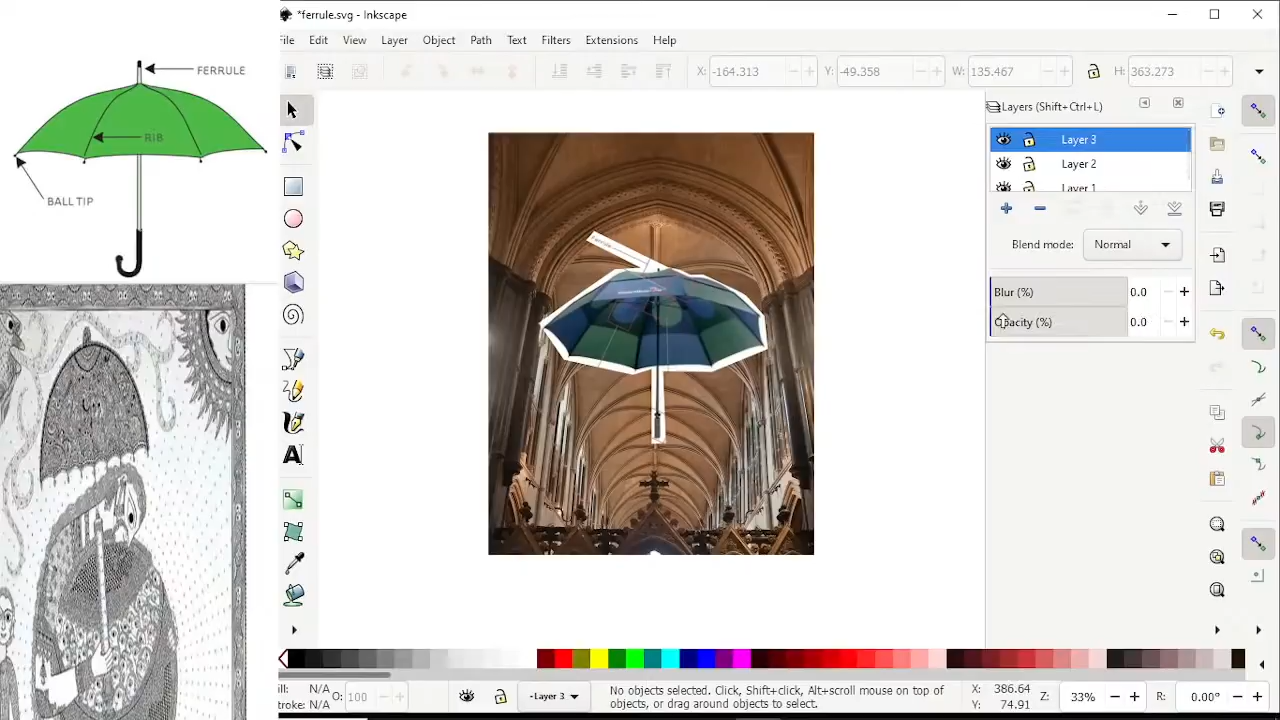 *ferrule.svg - Inkscape
File Edit View Layer Object Path Text Filters Extensions Help
X: -164.313 Y: -49.358 W: 135.467 H: 363.273
FERRULE
RIB
BALL TIP
Ferrule
Layers (Shift+Ctrl+L)
Layer 3
Layer 2
Layer 1
Blend mode: Normal
Blur (%) 0.0
Opacity (%) 0.0
Fill: N/A
Stroke: N/A
O: 100
-Layer 3
No objects selected. Click, Shift+click, Alt+scroll mouse on top of
objects, or drag around objects to select.
X: 386.64
Y: 74.91
Z: 33%
R: 0.00°